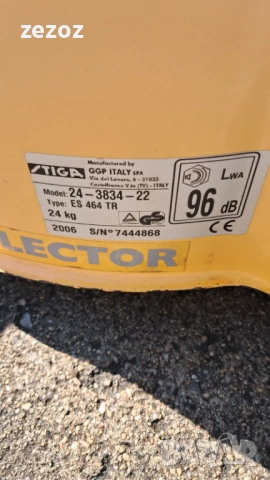 zezoz
Manufactured by
STIGA
GGP ITALY SPA
Via del Lavoro, 6 - 31033
Castelfranco V.to (TV) - ITALY
Model: 24-3834-22
Type: ES 464 TR
24 kg
2006 S/N° 7444868
LWA
96 dB
CE
LECTOR